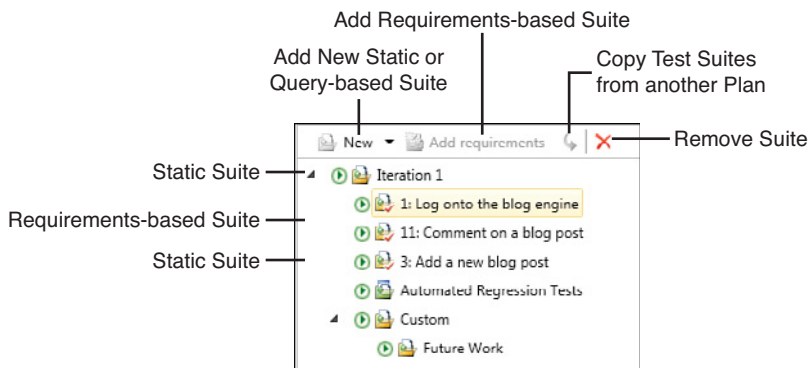 Add Requirements-based Suite
Add New Static or
Query-based Suite
Copy Test Suites
from another Plan
New
Add requirements
Remove Suite
Static Suite
Iteration 1
1: Log onto the blog engine
Requirements-based Suite
11: Comment on a blog post
Static Suite
3: Add a new blog post
Automated Regression Tests
Custom
Future Work